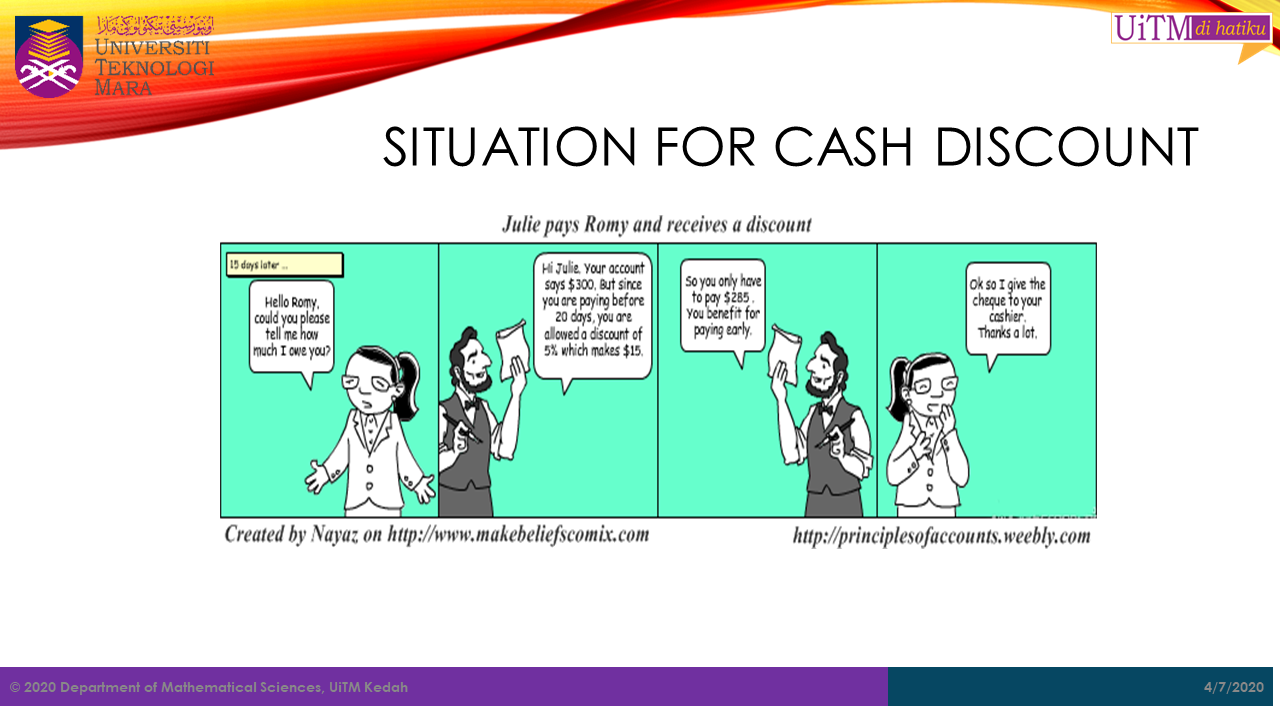 UNIVERSITI
TEKNOLOGI
MARA
UiTM di hatiku
SITUATION FOR CASH DISCOUNT
Julie pays Romy and receives a discount
15 days later ...
Hello Romy,
could you please
tell me how
much I owe you?
Hi Julie. Your account
says $300. But since
you are paying before
20 days, you are
allowed a discount of
5% which makes $15.
So you only have
to pay $285 .
You benefit for
paying early.
Ok so I give the
cheque to your
cashier.
Thanks a lot.
Created by Nayaz on http://www.makebeliefscomix.com
http://principlesofaccounts.weebly.com
© 2020 Department of Mathematical Sciences, UiTM Kedah
4/7/2020